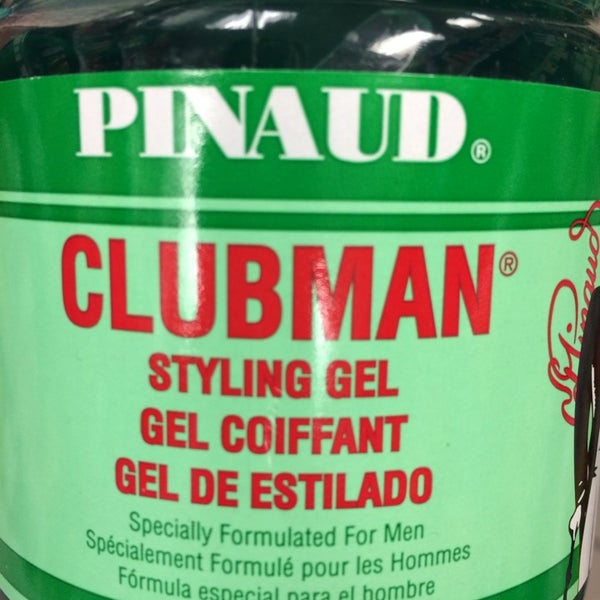 PINAUD®
CLUBMAN®
STYLING GEL
GEL COIFFANT
GEL DE ESTILADO
Specially Formulated For Men
Spécialement Formulé pour les Hommes
Fórmula especial para el hombre
Pinaud